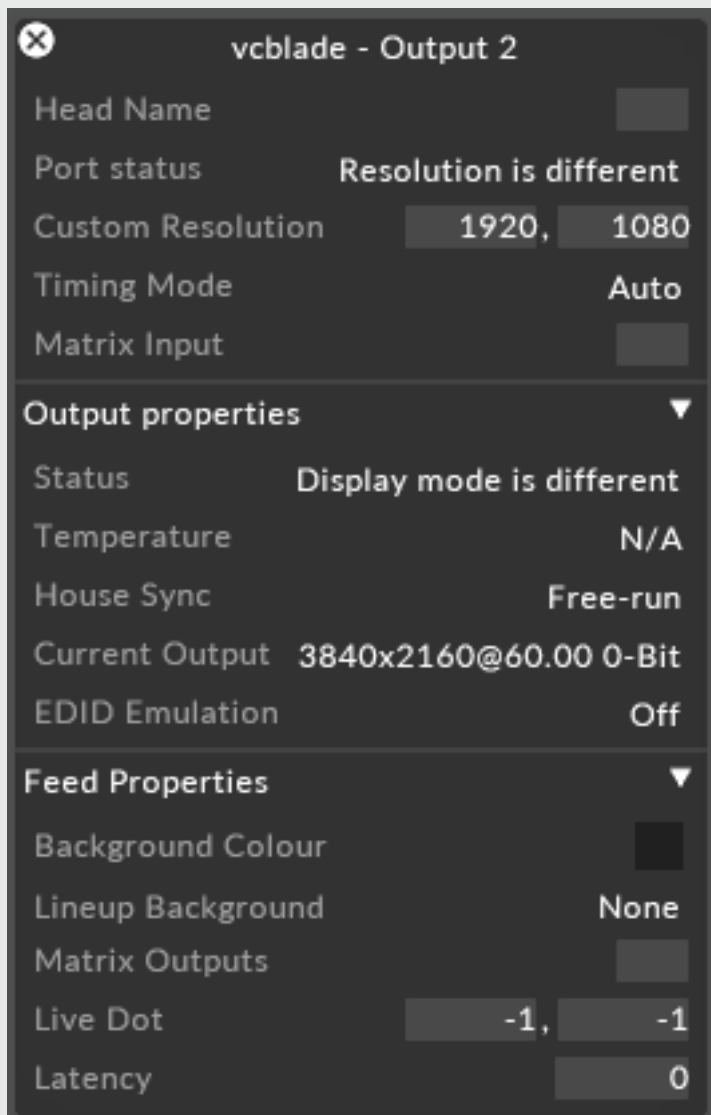 vcblade - Output 2
Head Name
Port status Resolution is different
Custom Resolution 1920, 1080
Timing Mode Auto
Matrix Input
Output properties
Status Display mode is different
Temperature N/A
House Sync Free-run
Current Output 3840x2160@60.00 0-Bit
EDID Emulation Off
Feed Properties
Background Colour
Lineup Background None
Matrix Outputs
Live Dot -1, -1
Latency 0